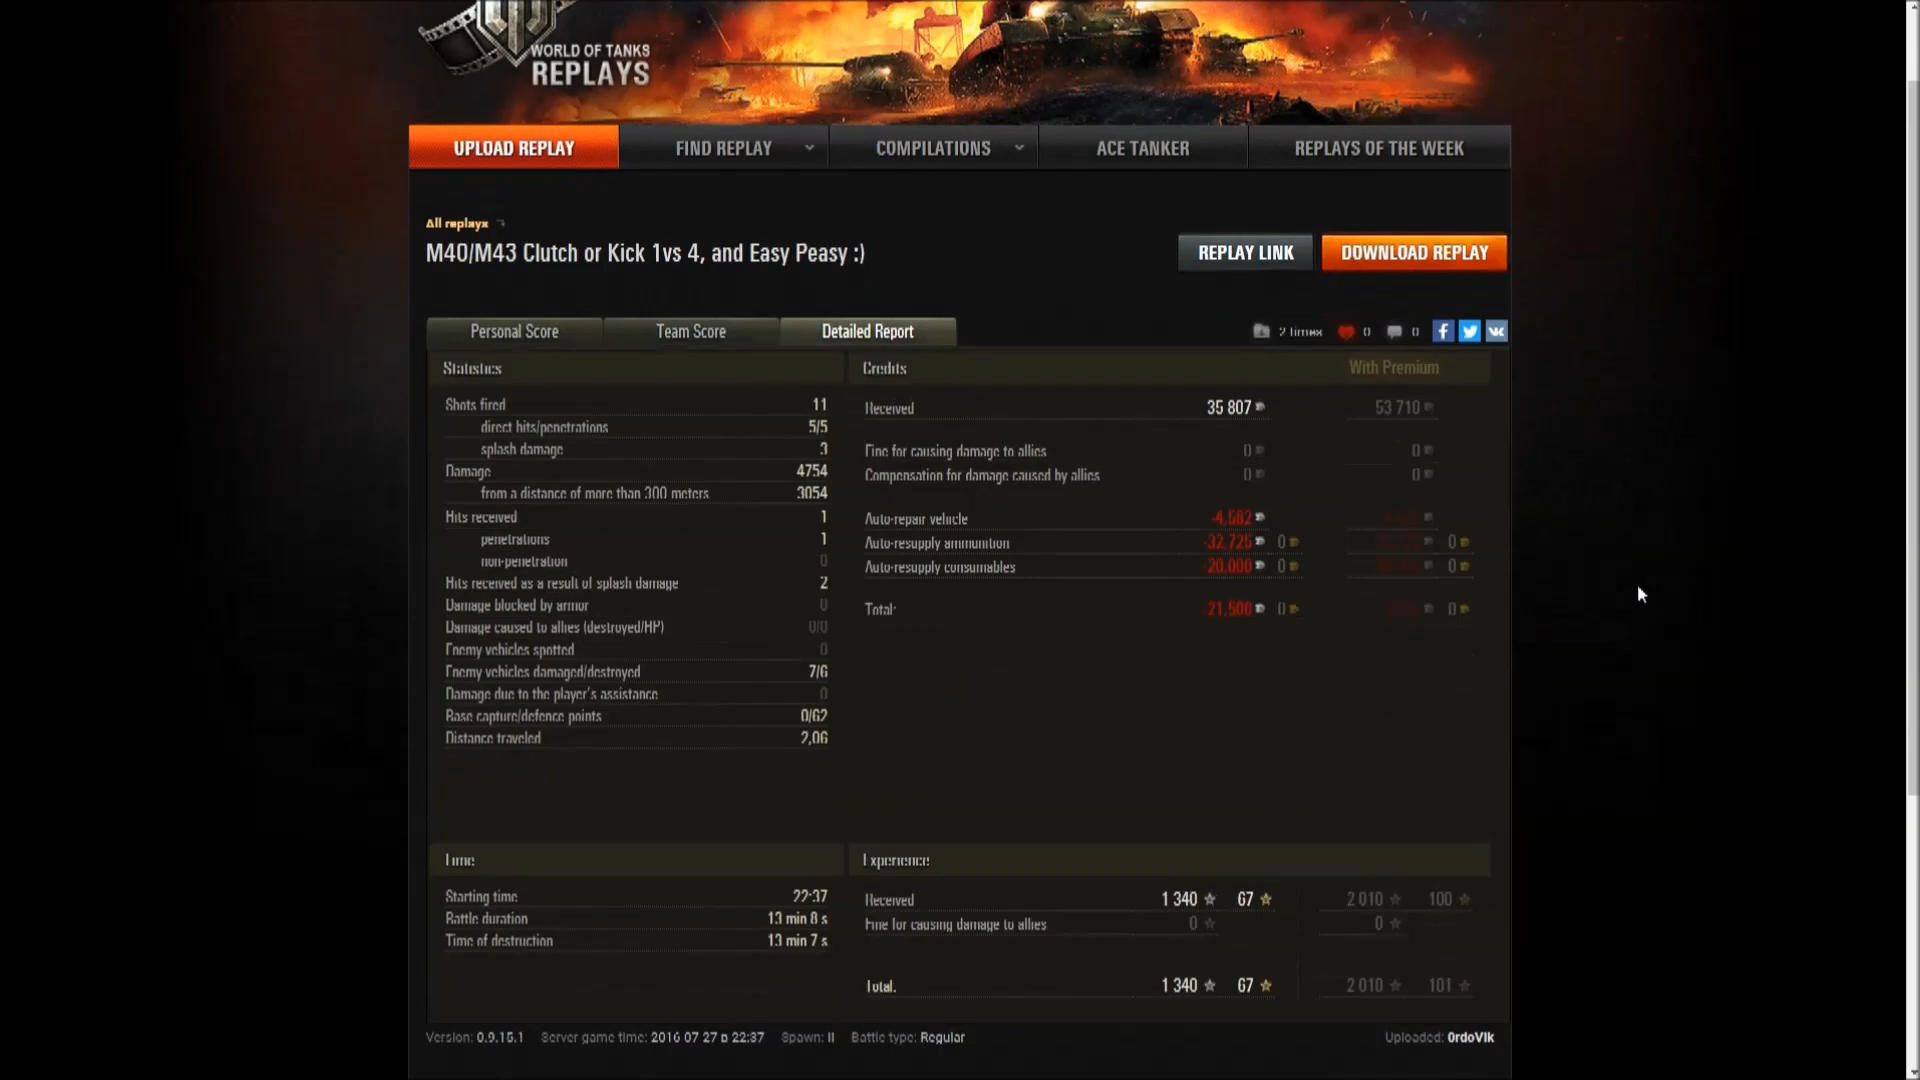 WORLD OF TANKS
REPLAYS
UPLOAD REPLAY
FIND REPLAY
COMPILATIONS
ACE TANKER
REPLAYS OF THE WEEK
All replays
M40/M43 Clutch or Kick 1vs 4, and Easy Peasy :)
REPLAY LINK
DOWNLOAD REPLAY
Personal Score
Team Score
Detailed Report
2 times
0
0
Statistics
Shots fired 11
direct hits/penetrations 5/5
splash damage 3
Damage 4754
from a distance of more than 300 meters 3054
Hits received 1
penetrations 1
non-penetration 0
Hits received as a result of splash damage 2
Damage blocked by armor 0
Damage caused to allies (destroyed/HP) 0/0
Enemy vehicles spotted 0
Enemy vehicles damaged/destroyed 7/6
Damage due to the player's assistance 0
Base capture/defence points 0/62
Distance traveled 2,06
Credits With Premium
Received 35 807 53 710
Fine for causing damage to allies 0 0
Compensation for damage caused by allies 0 0
Auto-repair vehicle -4,582
Auto-resupply ammunition -32,725 0 0
Auto-resupply consumables -20,000 0 0
Total: -21,500 0 0
Time
Starting time 22:37
Battle duration 13 min 8 s
Time of destruction 13 min 7 s
Experience
Received 1 340 67 2 010 100
Fine for causing damage to allies 0 0
Total: 1 340 67 2 010 101
Version: 0.9.15.1 Server game time: 2016 07 27 в 22:37 Spawn: II Battle type: Regular
Uploaded: 0rdoVIk